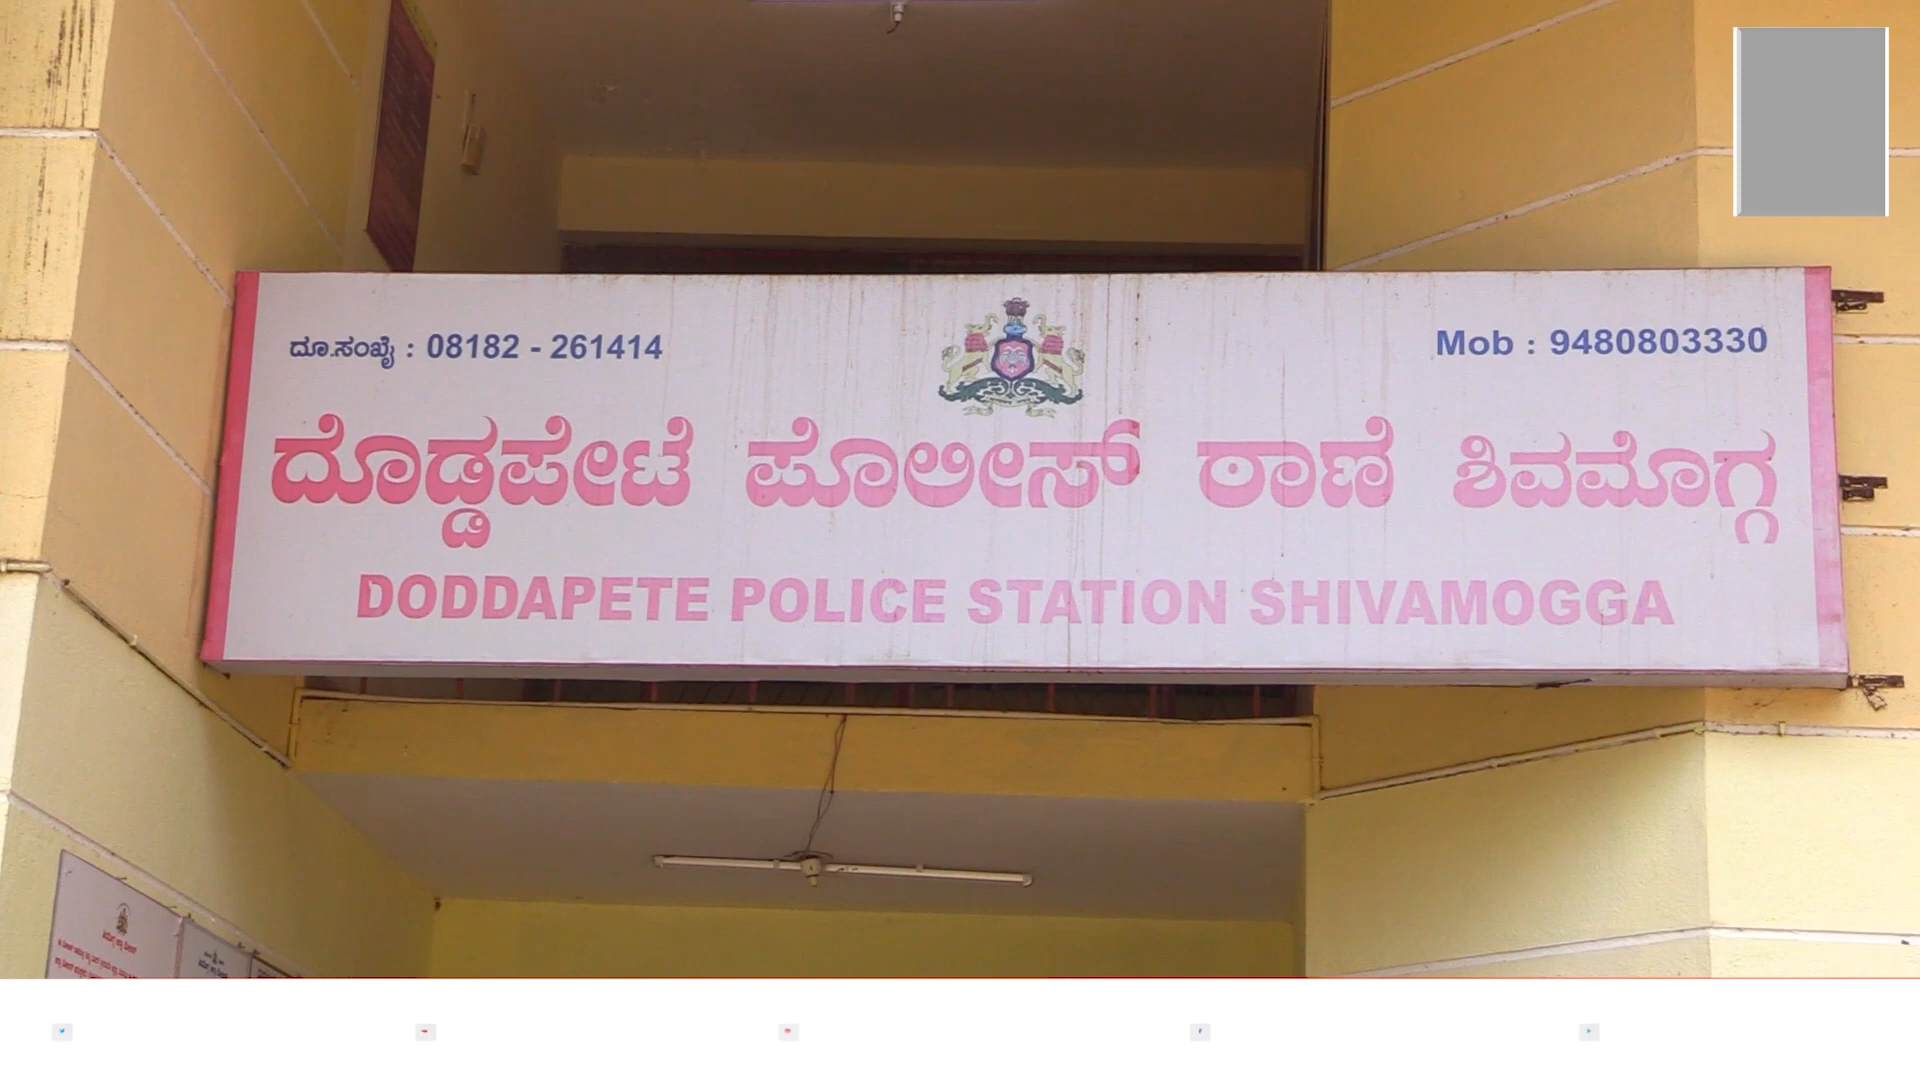 ದೂ.ಸಂಖ್ಯೆ : 08182 - 261414
Mob : 9480803330
ದೊಡ್ಡಪೇಟೆ ಪೊಲೀಸ್ ಠಾಣೆ ಶಿವಮೊಗ್ಗ
DODDAPETE POLICE STATION SHIVAMOGGA